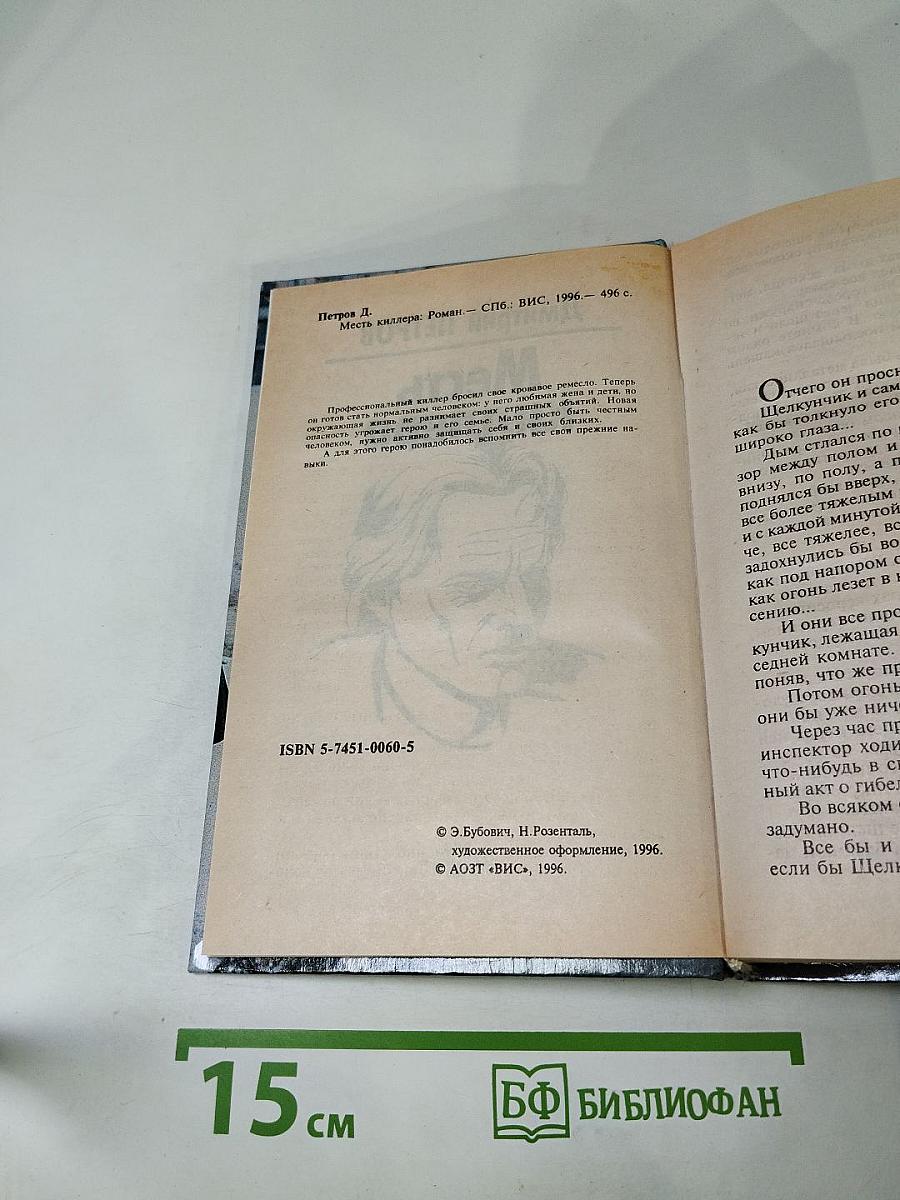 Петров Д.
Месть киллера: Роман.— СПб.: ВИС, 1996.— 496 с.
Профессиональный киллер бросил свое кровавое ремесло. Теперь
он готов стать нормальным человеком: у него любимая жена и дети, но
окружающая жизнь не разнимает своих страшных объятий. Новая
опасность угрожает герою и его семье. Мало просто быть честным
человеком, нужно активно защищать себя и своих близких.
А для этого герою понадобилось вспомнить все свои прежние на-
выки.
ISBN 5-7451-0060-5
© Э.Бубович, Н.Розенталь,
художественное оформление, 1996.
© АОЗТ «ВИС», 1996.
Отчего он просн
Щелкунчик и сам
как бы толкнуло его
широко глаза...
Дым стлался по
зор между полом и
внизу, по полу, а п
поднялся бы вверх,
все более тяжелым
и с каждой минутой
че, все тяжелее, вс
задохнулись бы во
как под напором о
как огонь лезет в
сению...
И они все про
кунчик, лежащая
седней комнате.
поняв, что же пр
Потом огонь
они бы уже ниче
Через час пр
инспектор ходи
что-нибудь в с
ный акт о гибел
Во всяком
задумано.
Все бы и
если бы Щелк
15 см
БФ БИБЛИОФАН